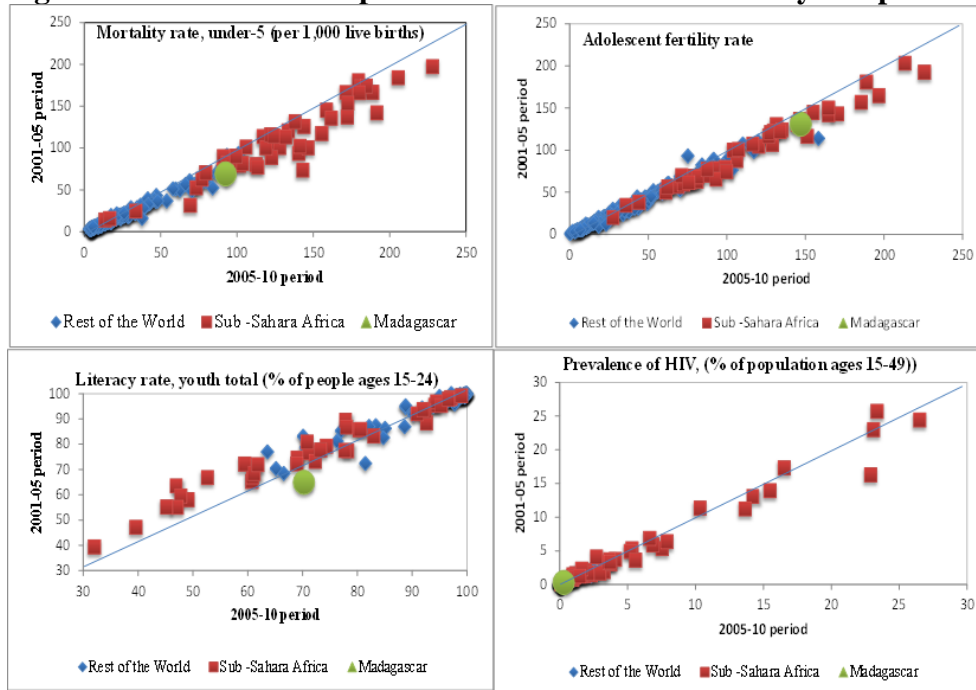 Mortality rate, under-5 (per 1,000 live births)
250
200
150
100
50
0
2001-05 period
0 50 100 150 200 250
2005-10 period
Rest of the World Sub -Sahara Africa Madagascar
Adolescent fertility rate
250
200
150
100
50
0
2001-05 period
0 50 100 150 200 250
2005-10 period
Rest of the World Sub -Sahara Africa Madagascar
Literacy rate, youth total (% of people ages 15-24)
100
90
80
70
60
50
40
30
2001-05 period
30 40 50 60 70 80 90 100
2005-10 period
Rest of the World Sub -Sahara Africa Madagascar
Prevalence of HIV, (% of population ages 15-49))
30
25
20
15
10
5
0
2001-05 period
0 5 10 15 20 25 30
2005-10 period
Rest of the World Sub -Sahara Africa Madagascar